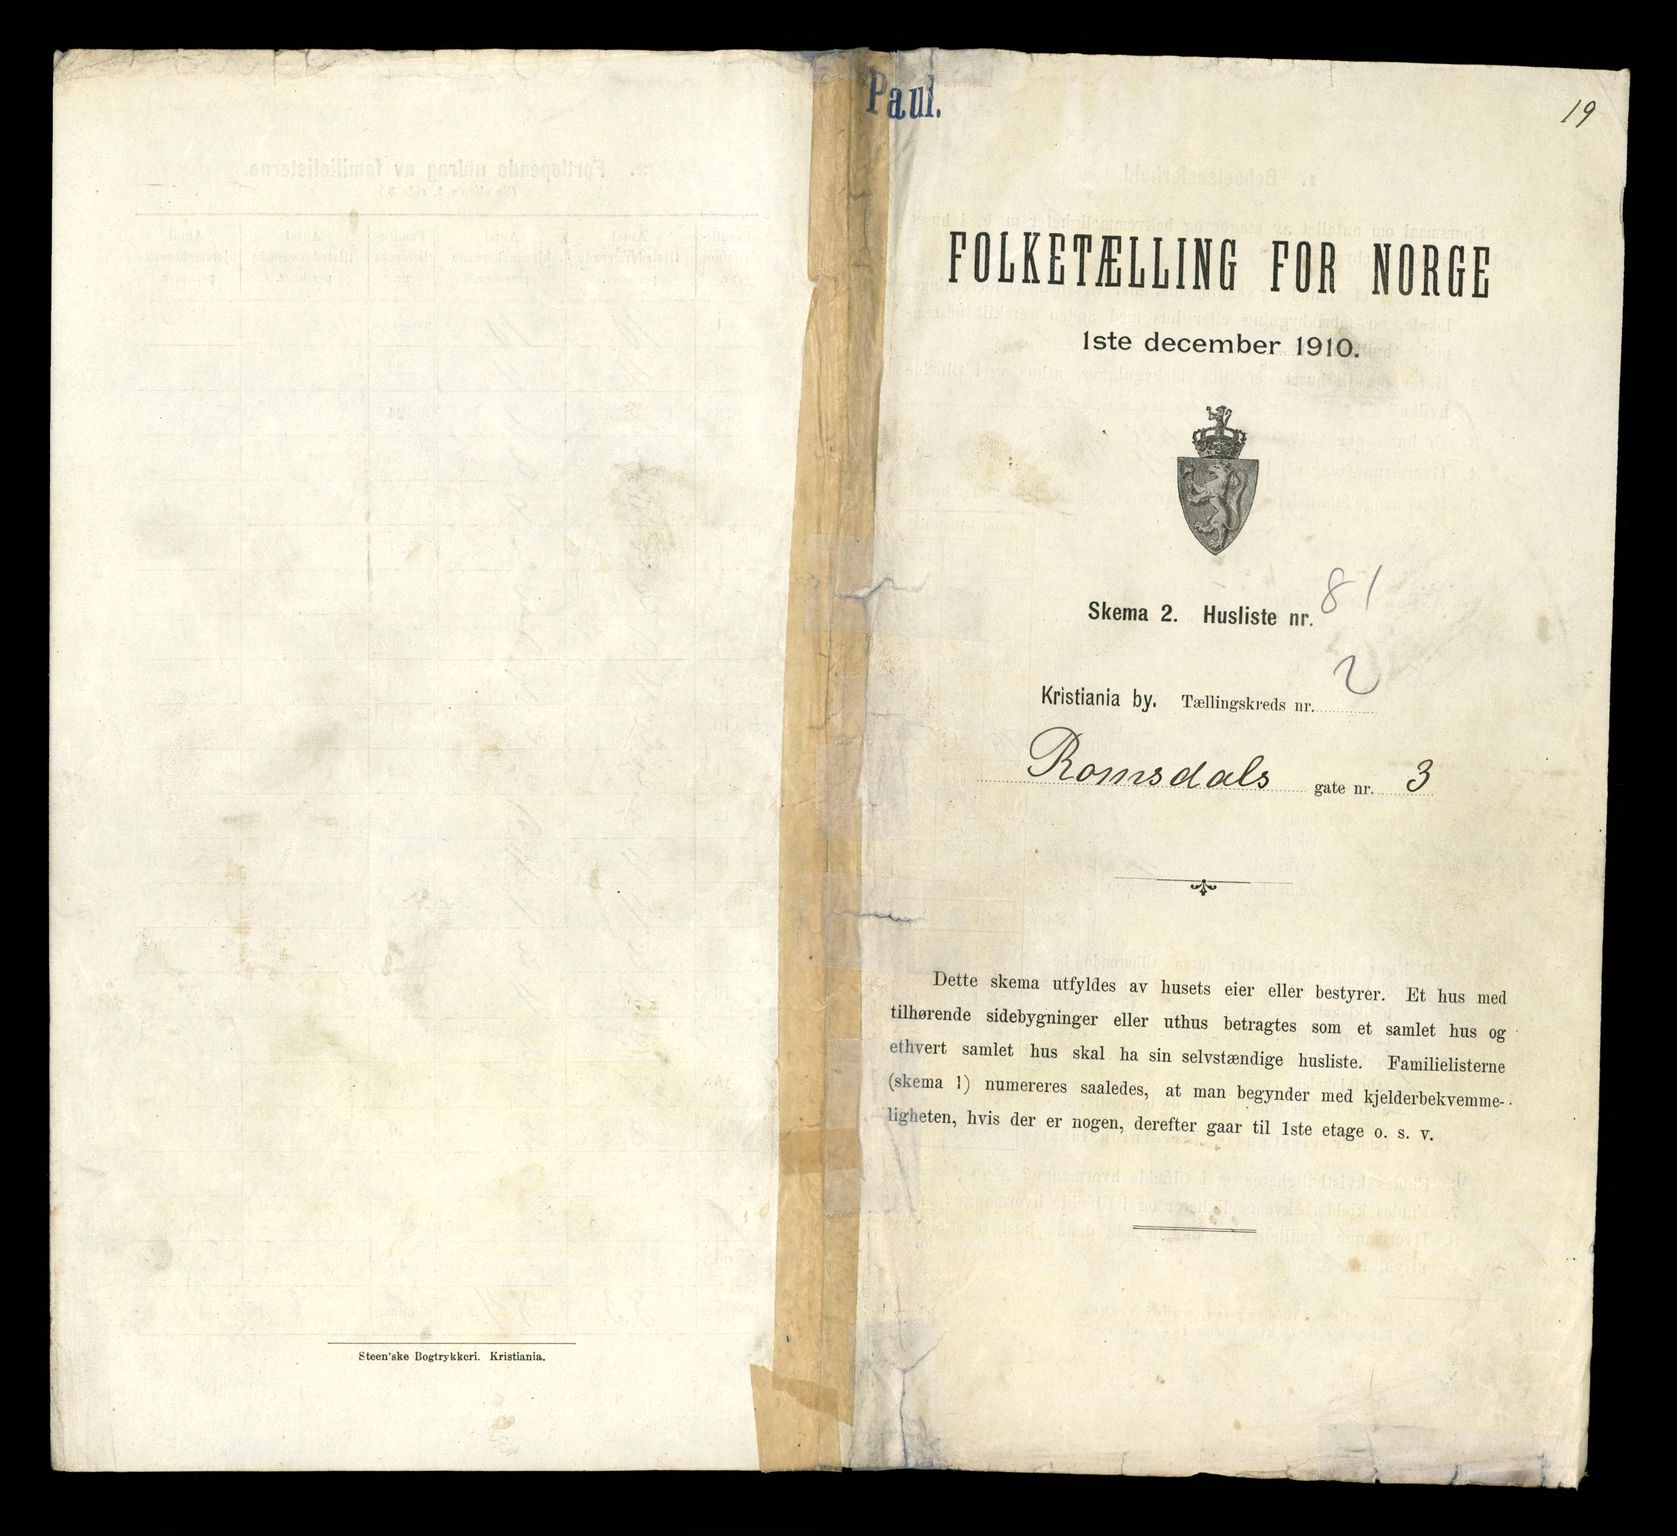 Steen'ske Bogtrykkeri. Kristiania.
Paul.
19
FOLKETÆLLING FOR NORGE
1ste december 1910.
Skema 2. Husliste nr. 81
Kristiania by. Tællingskreds nr. 2
Romsdals gate nr. 3
Dette skema utfyldes av husets eier eller bestyrer. Et hus med
tilhørende sidebygninger eller uthus betragtes som et samlet hus og
ethvert samlet hus skal ha sin selvstændige husliste. Familielisterne
(skema 1) numereres saaledes, at man begynder med kjelderbekvemme-
ligheten, hvis der er nogen, derefter gaar til 1ste etage o. s. v.